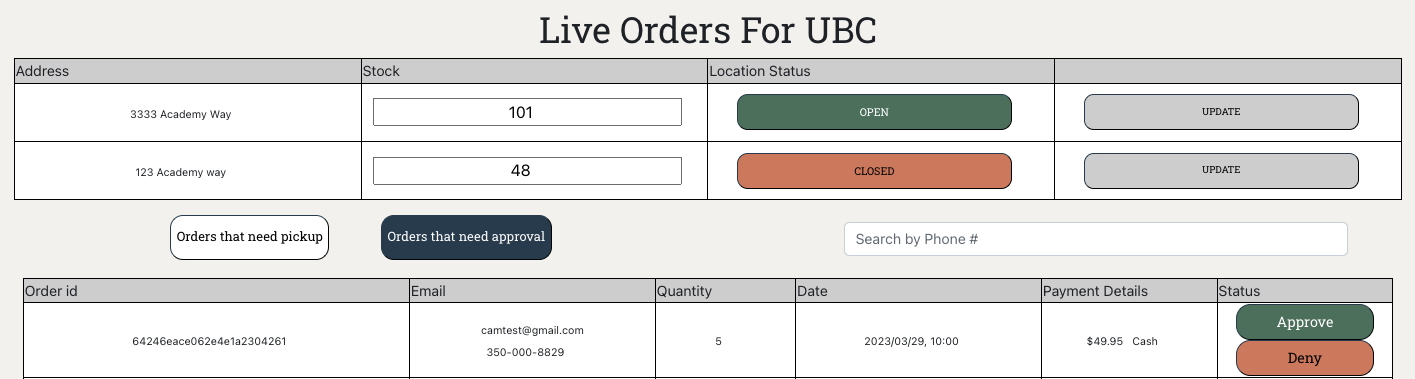 Live Orders For UBC
Address Stock Location Status
3333 Academy Way 101 OPEN UPDATE
123 Academy way 48 CLOSED UPDATE
Orders that need pickup Orders that need approval Search by Phone #
Order id Email Quantity Date Payment Details Status
64246eace062e4e1a2304261 camtest@gmail.com 350-000-8829 5 2023/03/29, 10:00 $49.95 Cash Approve
Deny